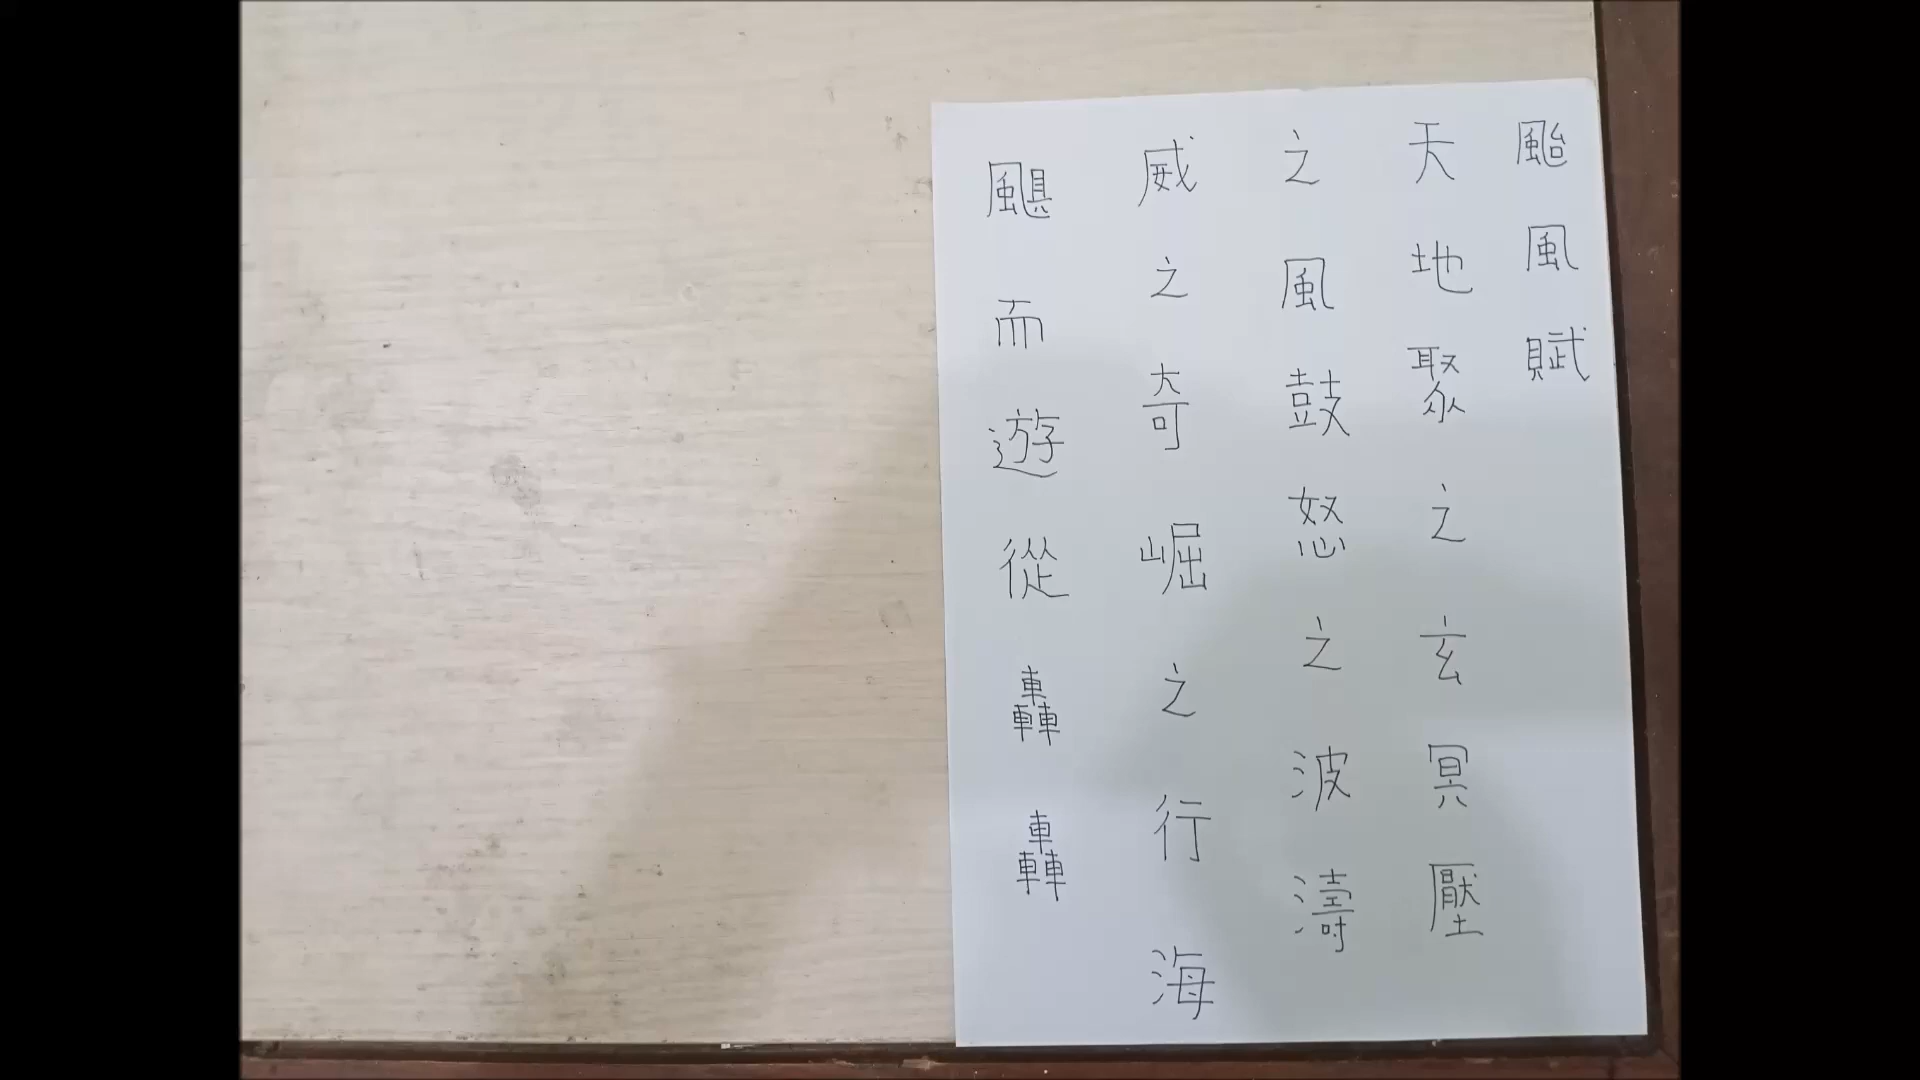 颱風賦
天地聚之玄冥壓
之風鼓怒之波濤
威之奇崛之行海
颶而遊從轟轟